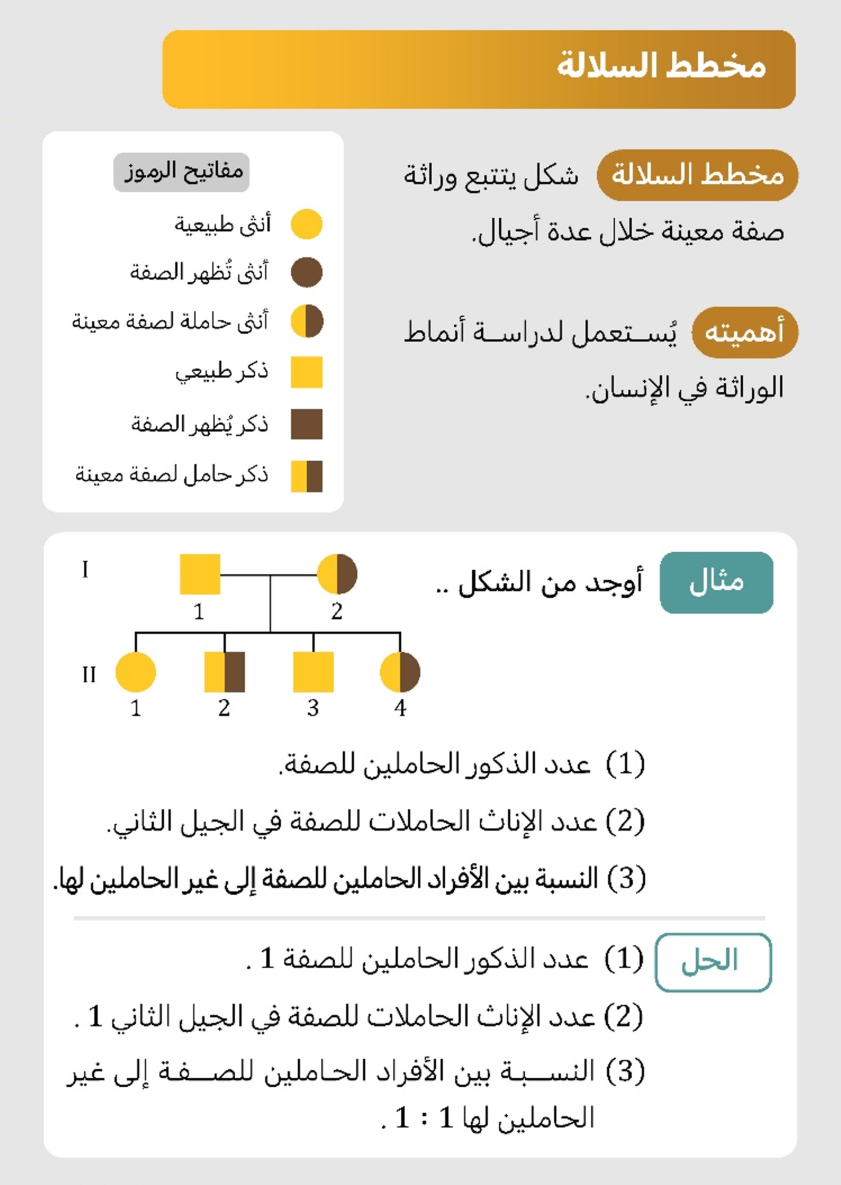 مخطط السلالة
مخطط السلالة شكل يتتبع وراثة
صفة معينة خلال عدة أجيال.
أهميته يُستعمل لدراسة أنماط
الوراثة في الإنسان.
مفاتيح الرموز
أنثى طبيعية
أنثى تُظهر الصفة
أنثى حاملة لصفة معينة
ذكر طبيعي
ذكر يُظهر الصفة
ذكر حامل لصفة معينة
مثال أوجد من الشكل ..
I
1 2
II
1 2 3 4
(1) عدد الذكور الحاملين للصفة.
(2) عدد الإناث الحاملات للصفة في الجيل الثاني.
(3) النسبة بين الأفراد الحاملين للصفة إلى غير الحاملين لها.
الحل (1) عدد الذكور الحاملين للصفة 1 .
(2) عدد الإناث الحاملات للصفة في الجيل الثاني 1 .
(3) النسبة بين الأفراد الحاملين للصفة إلى غير
الحاملين لها 1 : 1 .